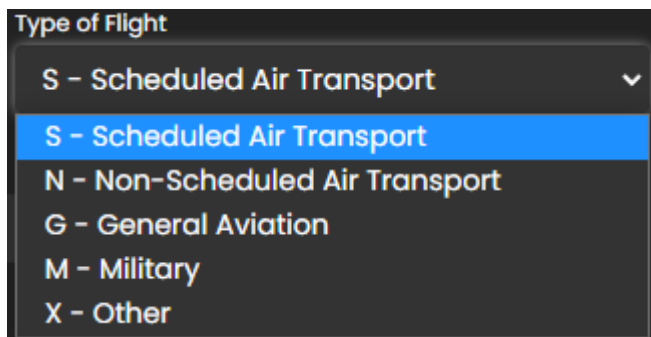 Type of Flight
S - Scheduled Air Transport
S - Scheduled Air Transport
N - Non-Scheduled Air Transport
G - General Aviation
M - Military
X - Other